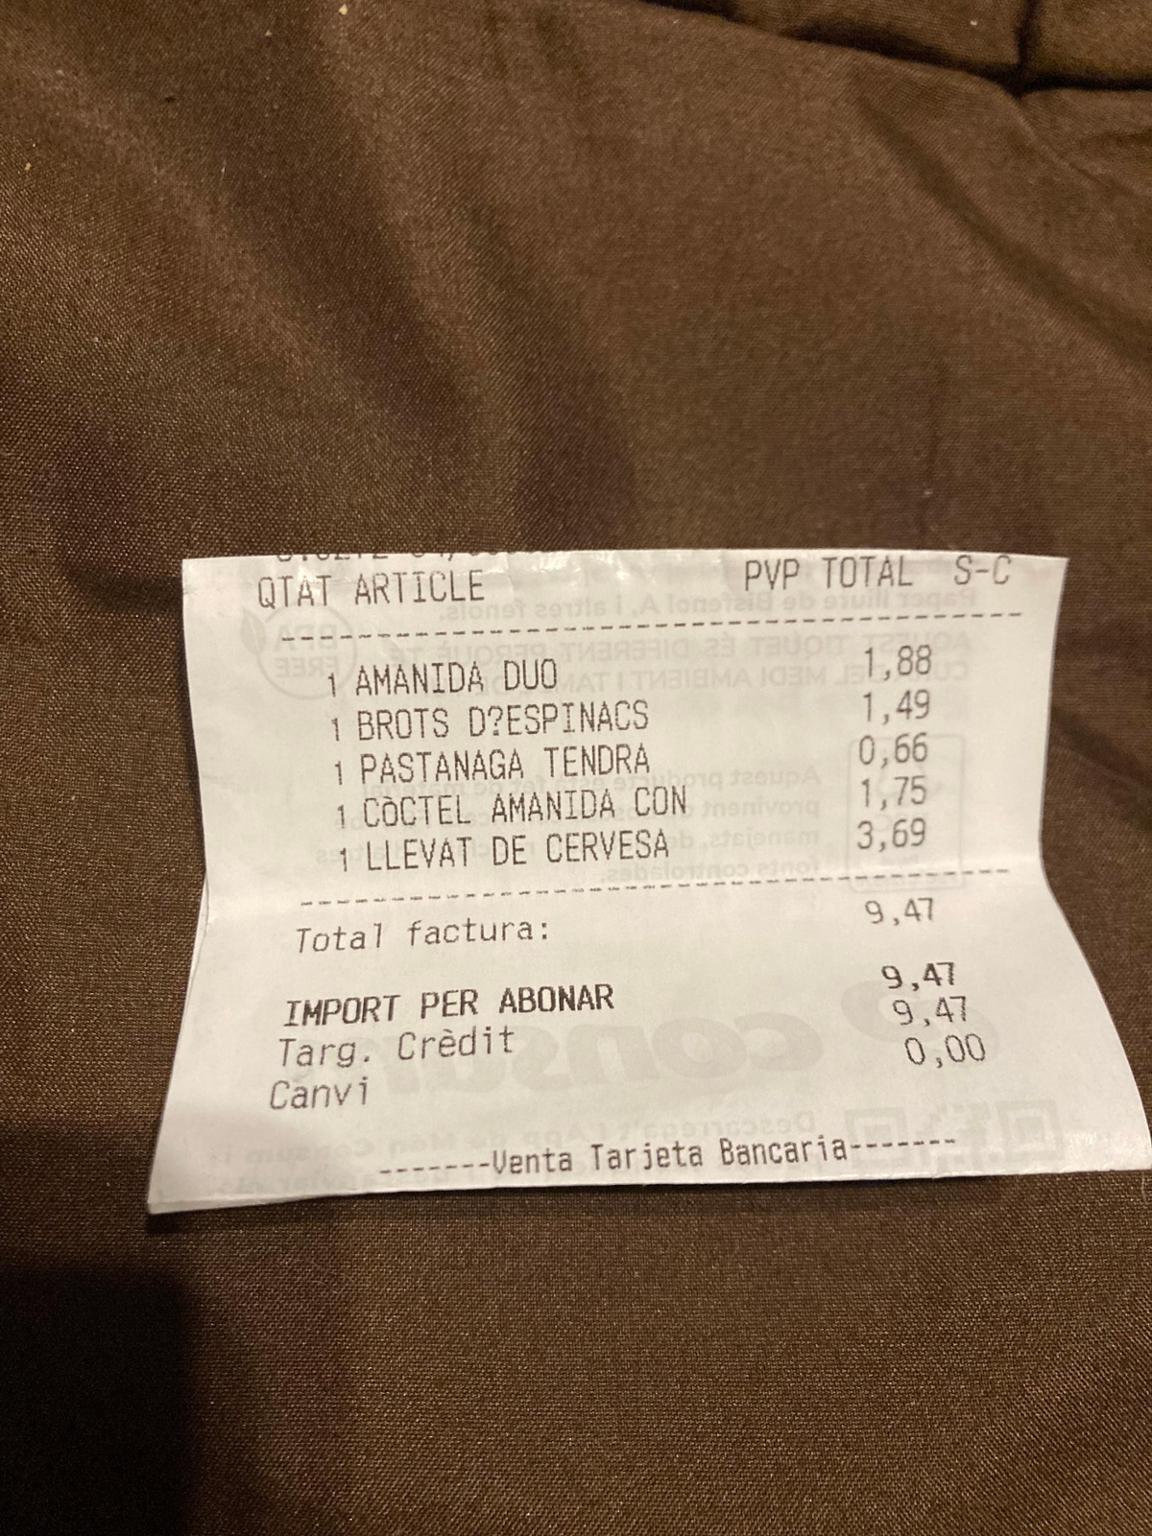 QTAT ARTICLE PVP TOTAL S-C
1 AMANIDA DUO 1,88
1 BROTS D?ESPINACS 1,49
1 PASTANAGA TENDRA 0,66
1 CÒCTEL AMANIDA CON 1,75
1 LLEVAT DE CERVESA 3,69
Total factura: 9,47
IMPORT PER ABONAR 9,47
Targ. Crèdit 9,47
Canvi 0,00
-------Venta Tarjeta Bancaria-------